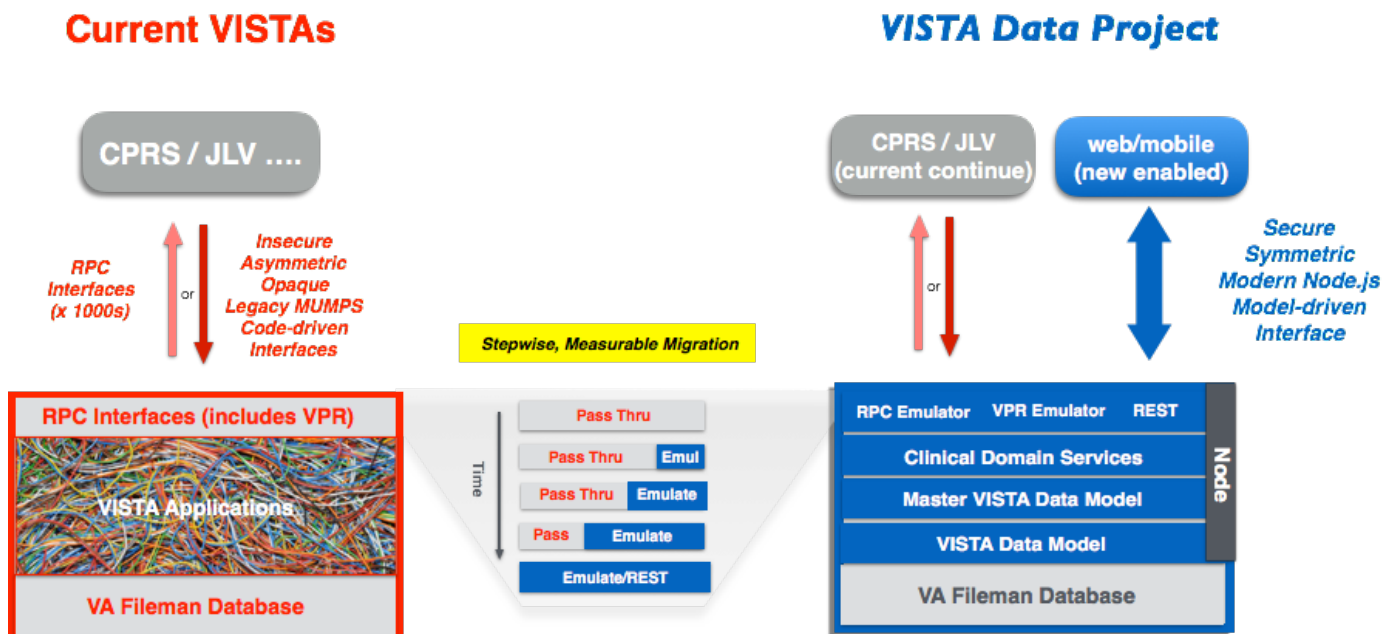 Current VISTAs
VISTA Data Project
CPRS / JLV ....
CPRS / JLV
(current continue)
web/mobile
(new enabled)
RPC
Interfaces
(x 1000s)
or
Insecure
Asymmetric
Opaque
Legacy MUMPS
Code-driven
Interfaces
or
Secure
Symmetric
Modern Node.js
Model-driven
Interface
Stepwise, Measurable Migration
RPC Interfaces (includes VPR)
VISTA Applications
VA Fileman Database
Time
Pass Thru
Pass Thru Emul
Pass Thru Emulate
Pass Emulate
Emulate/REST
RPC Emulator VPR Emulator REST
Clinical Domain Services
Master VISTA Data Model
VISTA Data Model
VA Fileman Database
Node